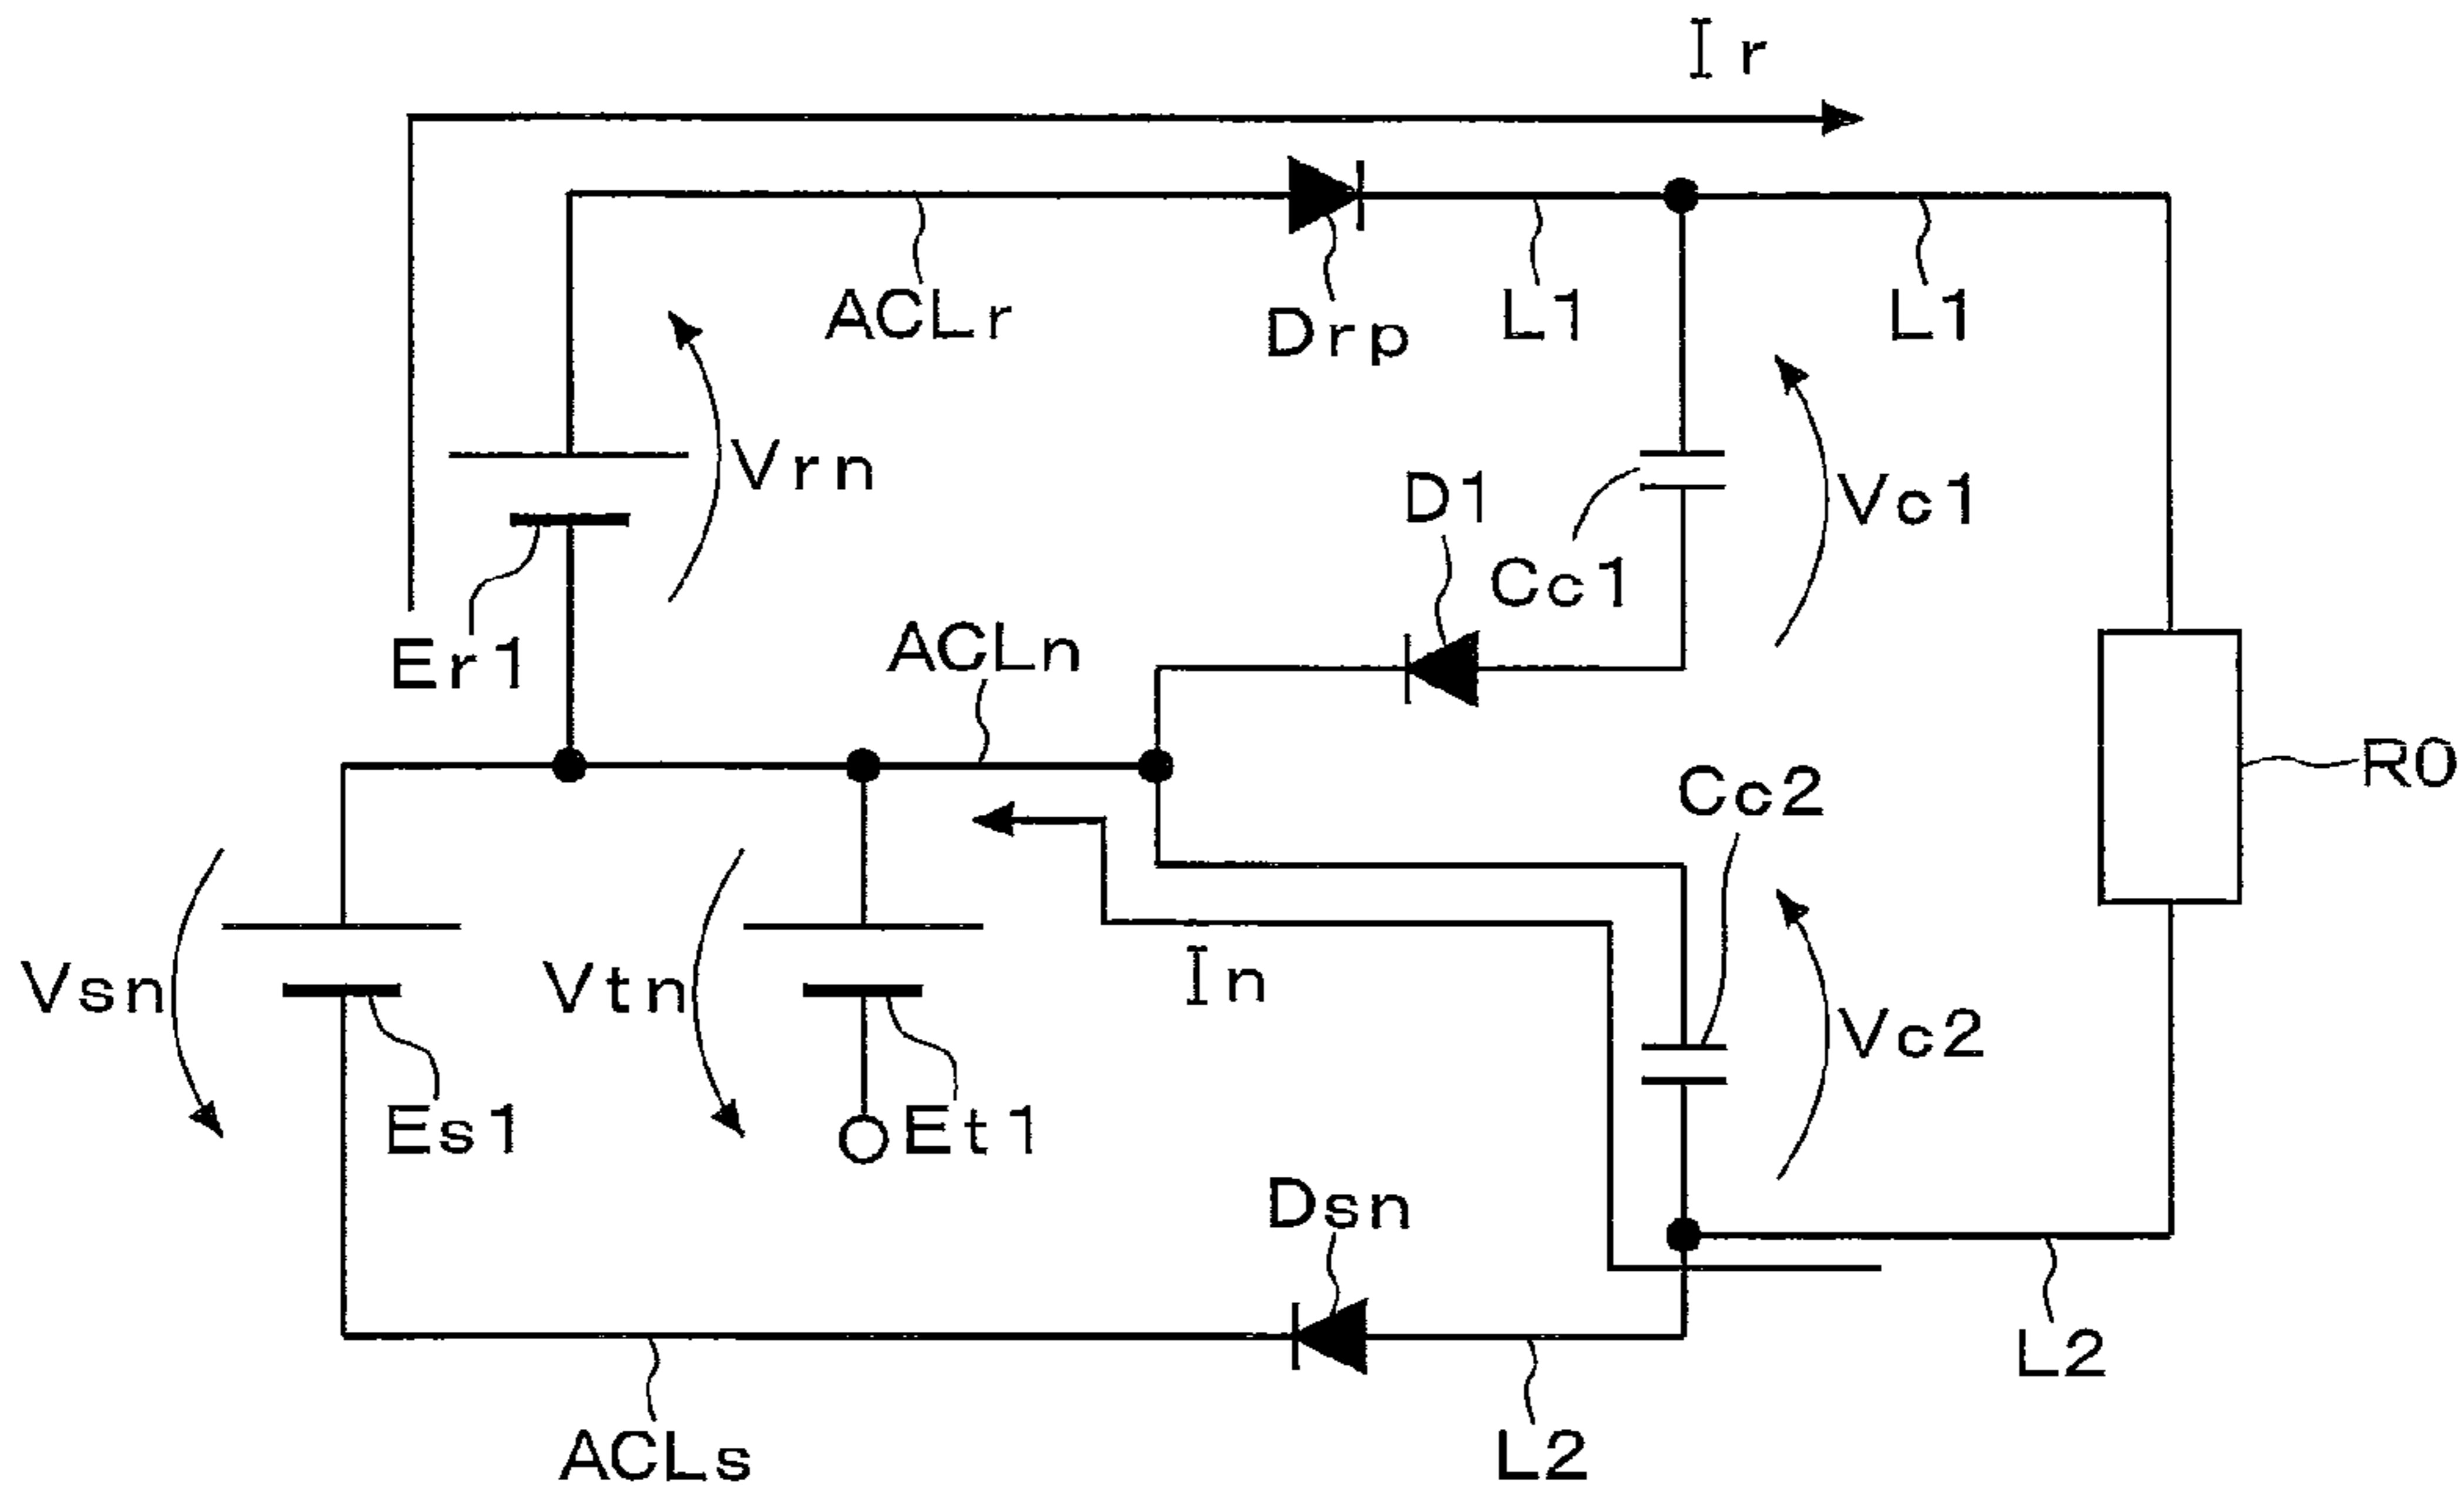 Ir
ACLr
Drp
L1
L1
Vrn
D1
Cc1
Vc1
Er1
ACLn
R0
Cc2
Vsn
Vtn
In
Vc2
Es1
Et1
Dsn
L2
ACLs
L2